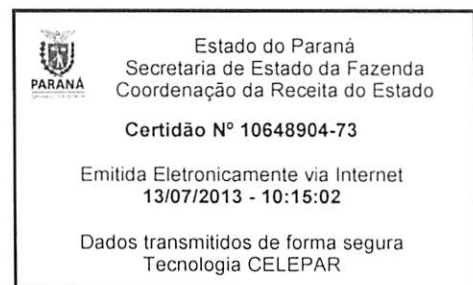 Estado do Paraná
Secretaria de Estado da Fazenda
PARANÁ
Coordenação da Receita do Estado
Certidão Nº 10648904-73
Emitida Eletronicamente via Internet
13/07/2013 - 10:15:02
Dados transmitidos de forma segura
Tecnologia CELEPAR